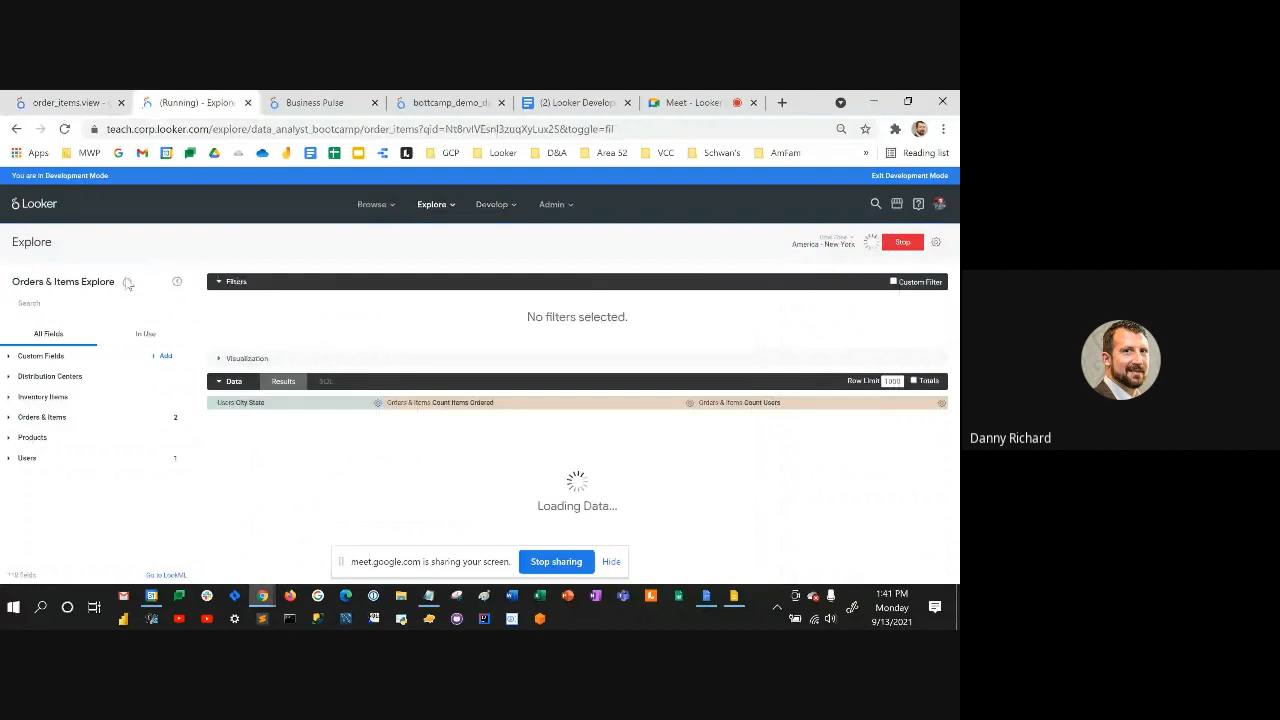 order_items.view -
(Running) - Explore
Business Pulse
bottcamp_demo_d
(2) Looker Develop
Meet - Looker
teach.corp.looker.com/explore/data_analyst_bootcamp/order_items?qid=Nt8rvIVEsnI3zuqXyLux2S&toggle=fil
Apps
MWP
GCP
Looker
D&A
Area 52
VCC
Schwan's
AmFam
»
Reading list
You are in Development Mode
Exit Development Mode
Looker
Browse
Explore
Develop
Admin
Explore
America - New York
Stop
Orders & Items Explore
Search
All Fields
In Use
Custom Fields
+ Add
Distribution Centers
Inventory Items
Orders & Items
2
Products
Users
1
Go to LookML
Filters
Custom Filter
No filters selected.
Visualization
Data
Results
SQL
Row Limit 1000
Totals
Users City State
Orders & Items Count Items Ordered
Orders & Items Count Users
Loading Data...
meet.google.com is sharing your screen.
Stop sharing
Hide
1:41 PM
Monday
9/13/2021
Danny Richard